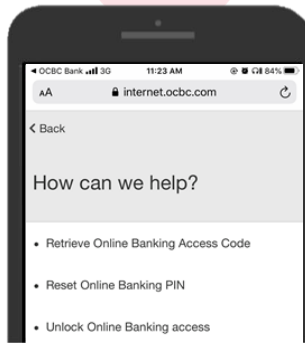 OCBC Bank 3G 11:23 AM 84%
AA internet.ocbc.com
Back
How can we help?
• Retrieve Online Banking Access Code
• Reset Online Banking PIN
• Unlock Online Banking access